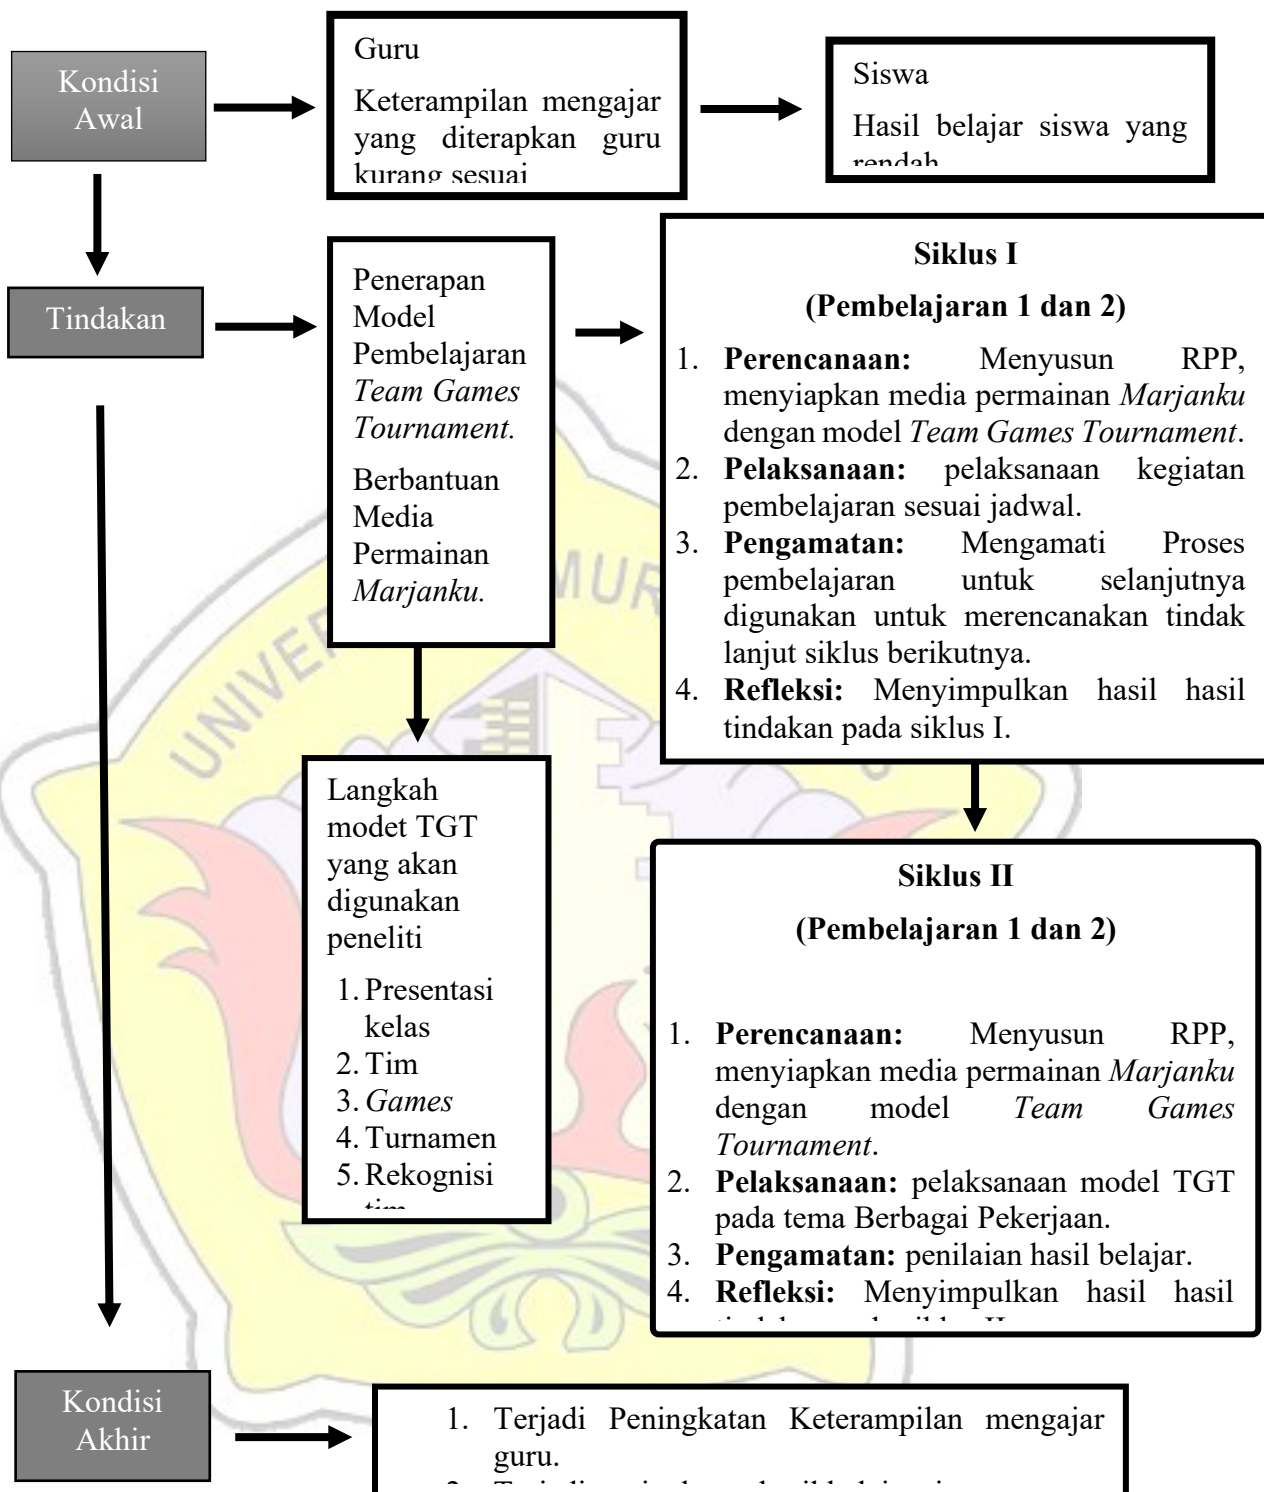 Kondisi
Awal
Guru
Keterampilan mengajar
yang diterapkan guru
kurang sesuai
Siswa
Hasil belajar siswa yang
rendah
Tindakan
Penerapan
Model
Pembelajaran
Team Games
Tournament.
Berbantuan
Media
Permainan
Marjanku.
Siklus I
(Pembelajaran 1 dan 2)
1. Perencanaan: Menyusun RPP,
menyiapkan media permainan Marjanku
dengan model Team Games Tournament.
2. Pelaksanaan: pelaksanaan kegiatan
pembelajaran sesuai jadwal.
3. Pengamatan: Mengamati Proses
pembelajaran untuk selanjutnya
digunakan untuk merencanakan tindak
lanjut siklus berikutnya.
4. Refleksi: Menyimpulkan hasil hasil
tindakan pada siklus I.
Langkah
modet TGT
yang akan
digunakan
peneliti
1. Presentasi
kelas
2. Tim
3. Games
4. Turnamen
5. Rekognisi
tim
Siklus II
(Pembelajaran 1 dan 2)
1. Perencanaan: Menyusun RPP,
menyiapkan media permainan Marjanku
dengan model Team Games
Tournament.
2. Pelaksanaan: pelaksanaan model TGT
pada tema Berbagai Pekerjaan.
3. Pengamatan: penilaian hasil belajar.
4. Refleksi: Menyimpulkan hasil hasil
Kondisi
Akhir
1. Terjadi Peningkatan Keterampilan mengajar
guru.